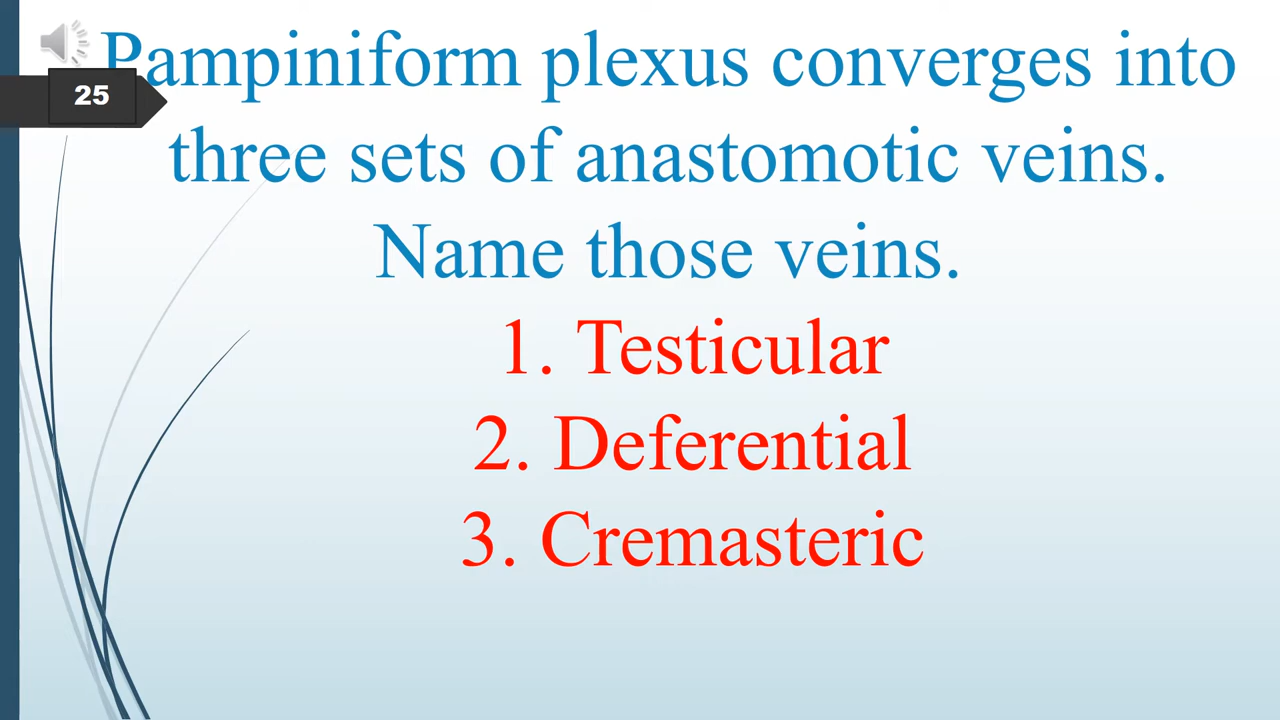 Pampiniform plexus converges into
25
three sets of anastomotic veins.
Name those veins.
1. Testicular
2. Deferential
3. Cremasteric